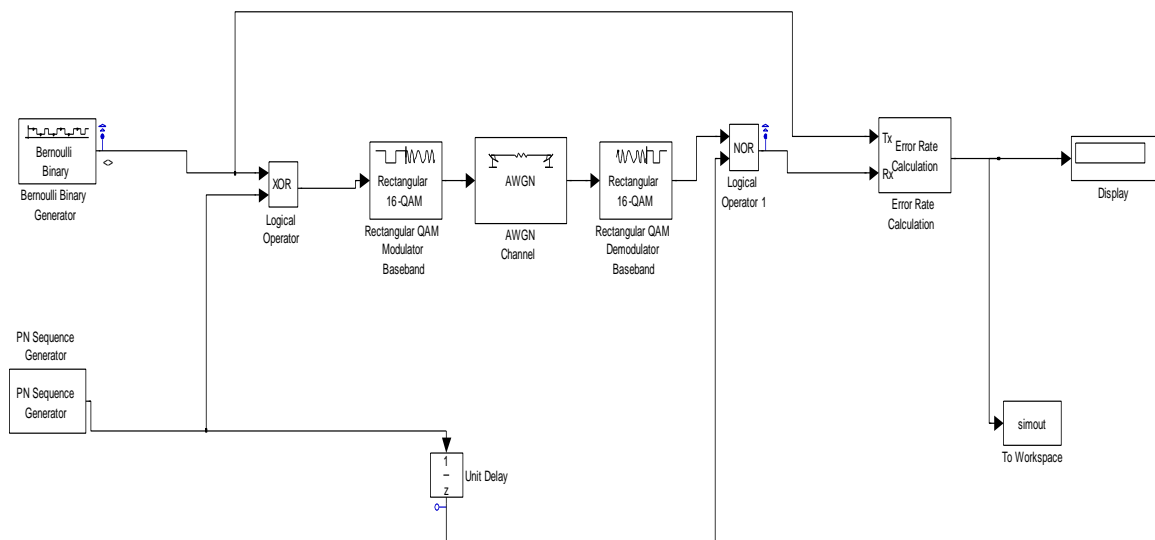 Bernoulli
Binary
<>
Bernoulli Binary
Generator
XOR
Logical
Operator
Rectangular
16-QAM
Rectangular QAM
Modulator
Baseband
AWGN
AWGN
Channel
Rectangular
16-QAM
Rectangular QAM
Demodulator
Baseband
NOR
Logical
Operator 1
Tx
Rx
Error Rate
Calculation
Error Rate
Calculation
Display
PN Sequence
Generator
PN Sequence
Generator
1
z
Unit Delay
simout
To Workspace